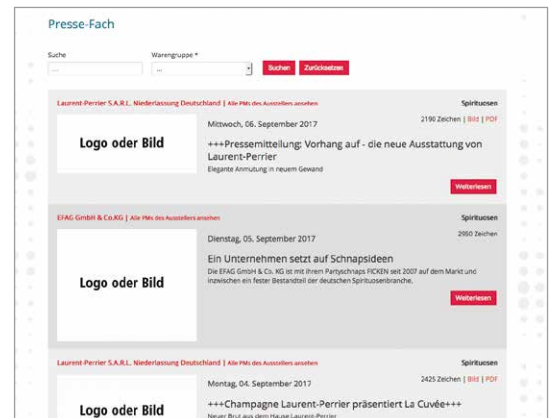 Presse-Fach
Suche
Warengruppe *
...
...
Suchen
Zurücksetzen
Laurent-Perrier S.A.R.L. Niederlassung Deutschland | Alle PMs des Ausstellers ansehen
Spirituosen
Logo oder Bild
Mittwoch, 06. September 2017
2190 Zeichen | Bild | PDF
+++Pressemitteilung: Vorhang auf - die neue Ausstattung von
Laurent-Perrier
Elegante Anmutung in neuem Gewand
Weiterlesen
EFAG GmbH & Co.KG | Alle PMs des Ausstellers ansehen
Spirituosen
Logo oder Bild
Dienstag, 05. September 2017
2950 Zeichen
Ein Unternehmen setzt auf Schnapsideen
Die EFAG GmbH & Co. KG ist mit ihrem Partyschnaps FICKEN seit 2007 auf dem Markt und
inzwischen ein fester Bestandteil der deutschen Spirituosenbranche.
Weiterlesen
Laurent-Perrier S.A.R.L. Niederlassung Deutschland | Alle PMs des Ausstellers ansehen
Spirituosen
Logo oder Bild
Montag, 04. September 2017
2425 Zeichen | Bild | PDF
+++Champagne Laurent-Perrier präsentiert La Cuvée+++
Neuer Brut aus dem Hause Laurent-Perrier